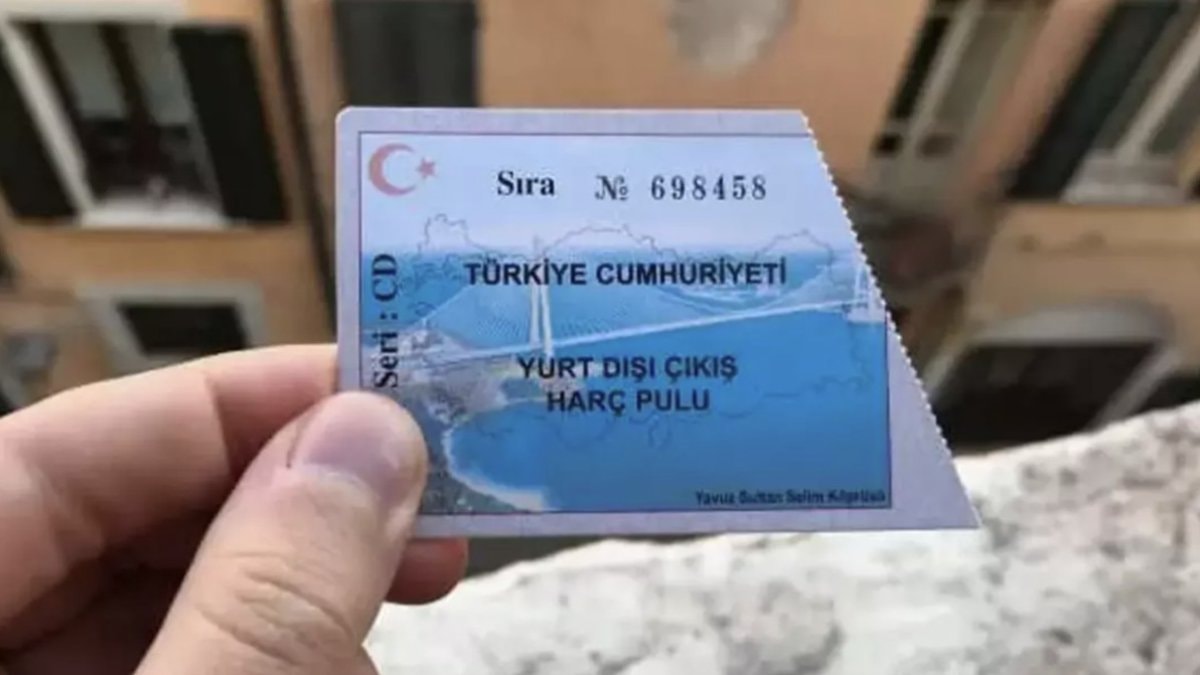 Sıra № 698458
Seri : CD
TÜRKİYE CUMHURİYETİ
YURT DIŞI ÇIKIŞ
HARÇ PULU
Yavuz Sultan Selim Köprüsü